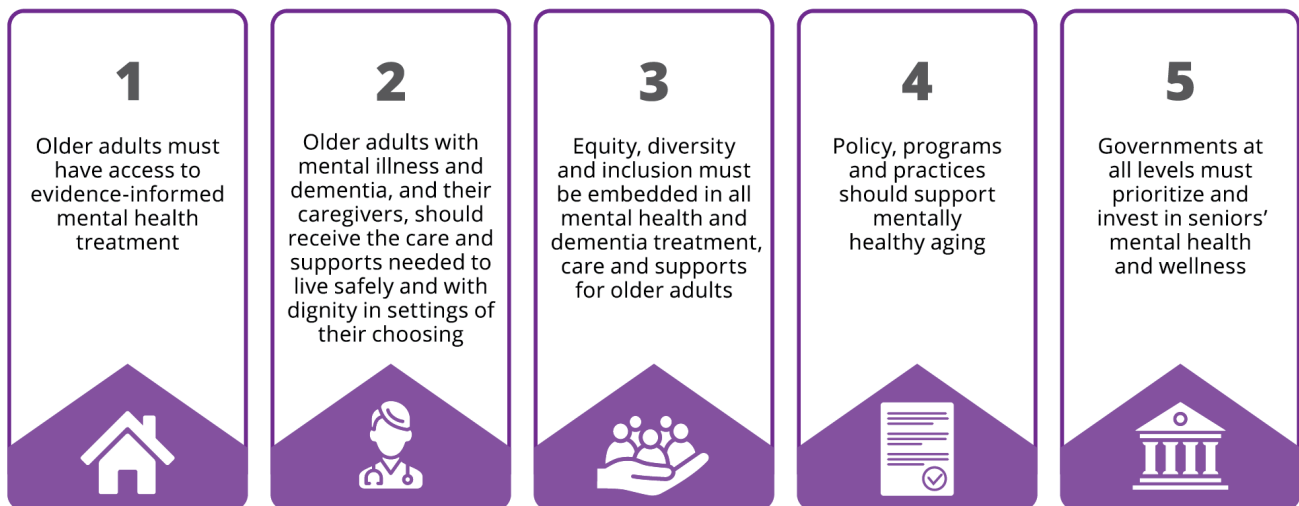 1
Older adults must
have access to
evidence-informed
mental health
treatment
2
Older adults with
mental illness and
dementia, and their
caregivers, should
receive the care and
supports needed to
live safely and with
dignity in settings of
their choosing
3
Equity, diversity
and inclusion must
be embedded in all
mental health and
dementia treatment,
care and supports
for older adults
4
Policy, programs
and practices
should support
mentally
healthy aging
5
Governments at
all levels must
prioritize and
invest in seniors’
mental health
and wellness